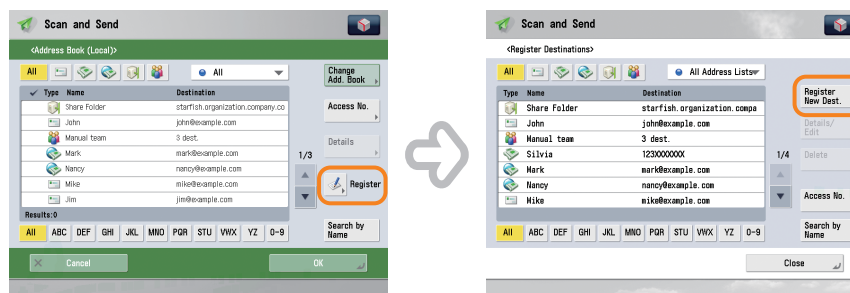 Scan and Send
<Address Book (Local)>
All
All
Change Add. Book
Type Name Destination
Share Folder starfish.organization.company.co
John john@example.com
Manual team 3 dest.
Mark mark@example.com
Nancy nancy@example.com
Mike mike@example.com
Jim jim@example.com
Results:0
Access No.
Details
1/3
Register
All ABC DEF GHI JKL MNO PQR STU VWX YZ 0-9
Search by Name
Cancel
OK
Scan and Send
<Register Destinations>
All
All Address Lists
Type Name Destination
Share Folder starfish.organization.compa
John john@example.com
Manual team 3 dest.
Silvia 123XXXXXXX
Mark mark@example.com
Nancy nancy@example.com
Mike mike@example.com
Register New Dest.
Details/ Edit
1/4
Delete
Access No.
All ABC DEF GHI JKL MNO PQR STU VWX YZ 0-9
Search by Name
Close